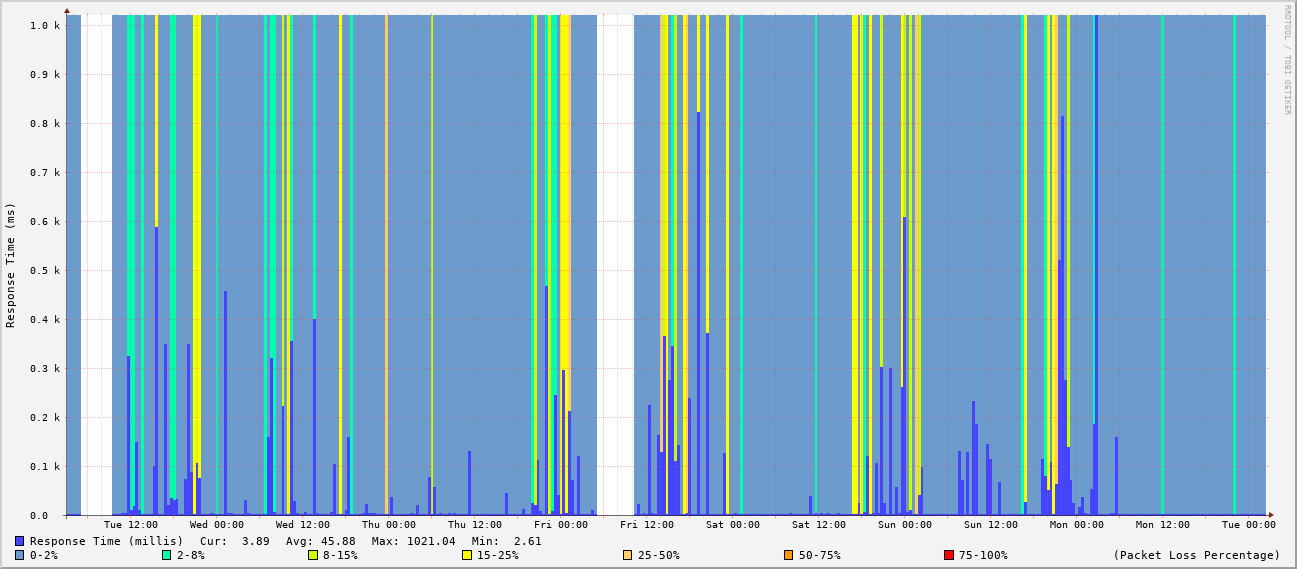 1.0 k
0.9 k
0.8 k
0.7 k
0.6 k
0.5 k
0.4 k
0.3 k
0.2 k
0.1 k
0.0
Response Time (ms)
RRDTOOL / TOBI OETIKER
Tue 12:00 Wed 00:00 Wed 12:00 Thu 00:00 Thu 12:00 Fri 00:00 Fri 12:00 Sat 00:00 Sat 12:00 Sun 00:00 Sun 12:00 Mon 00:00 Mon 12:00 Tue 00:00
Response Time (millis) Cur: 3.89 Avg: 45.88 Max: 1021.04 Min: 2.61
0-2% 2-8% 8-15% 15-25% 25-50% 50-75% 75-100% (Packet Loss Percentage)